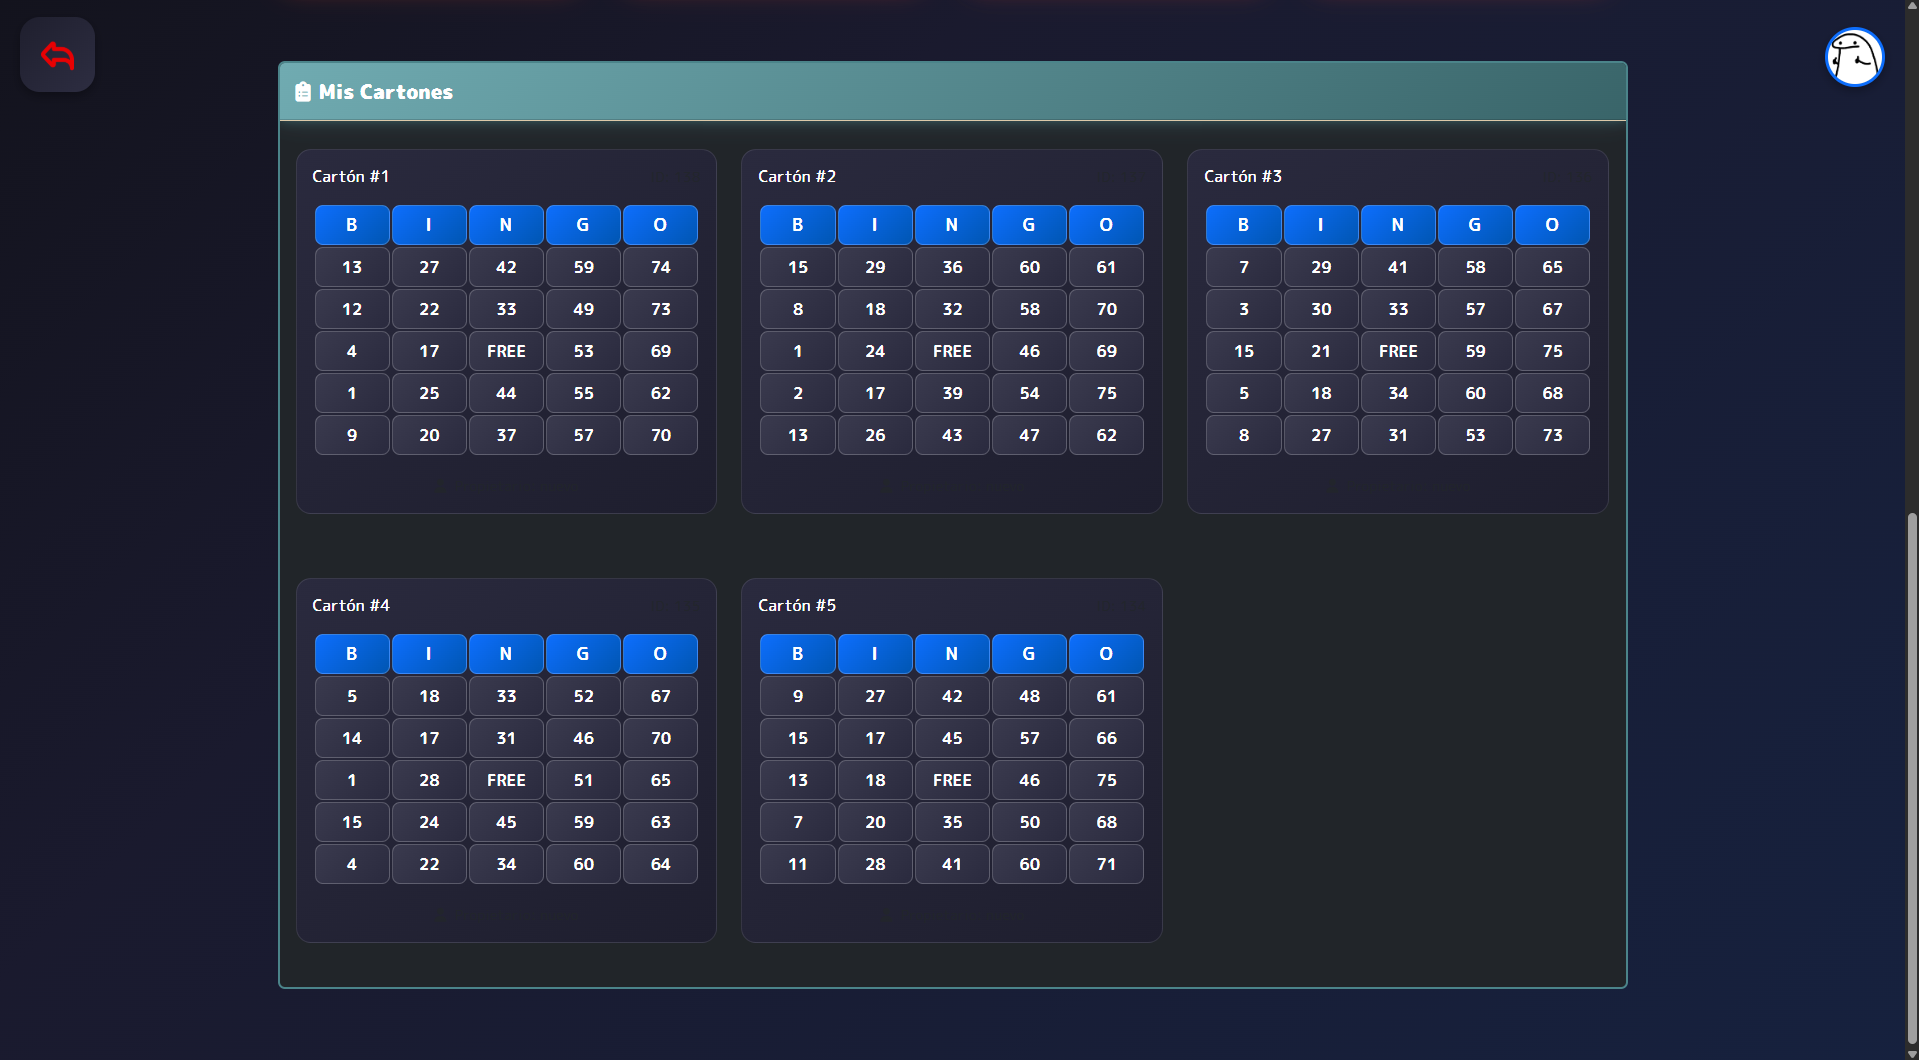 Mis Cartones
Cartón #1
B I N G O
13 27 42 59 74
12 22 33 49 73
4 17 FREE 53 69
1 25 44 55 62
9 20 37 57 70
Cartón #2
B I N G O
15 29 36 60 61
8 18 32 58 70
1 24 FREE 46 69
2 17 39 54 75
13 26 43 47 62
Cartón #3
B I N G O
7 29 41 58 65
3 30 33 57 67
15 21 FREE 59 75
5 18 34 60 68
8 27 31 53 73
Cartón #4
B I N G O
5 18 33 52 67
14 17 31 46 70
1 28 FREE 51 65
15 24 45 59 63
4 22 34 60 64
Cartón #5
B I N G O
9 27 42 48 61
15 17 45 57 66
13 18 FREE 46 75
7 20 35 50 68
11 28 41 60 71